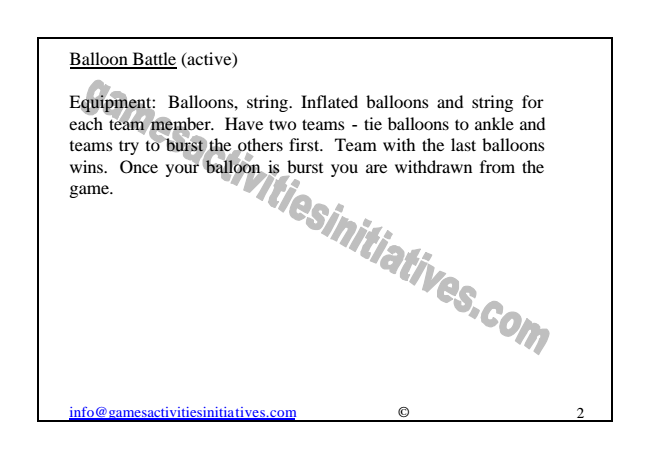 Balloon Battle (active)
Equipment: Balloons, string. Inflated balloons and string for
each team member. Have two teams - tie balloons to ankle and
teams try to burst the others first. Team with the last balloons
wins. Once your balloon is burst you are withdrawn from the
game.
gamesactivitiesinitiatives.com
info@gamesactivitiesinitiatives.com © 2